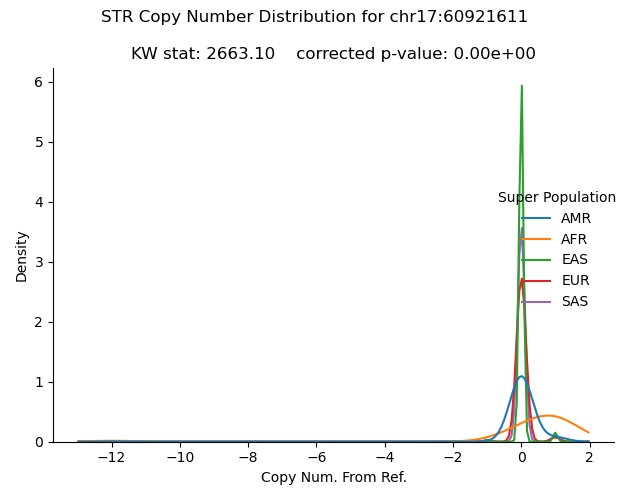 STR Copy Number Distribution for chr17:60921611
KW stat: 2663.10    corrected p-value: 0.00e+00
6
5
4
3
2
1
0
Density
−12
−10
−8
−6
−4
−2
0
2
Copy Num. From Ref.
Super Population
AMR
AFR
EAS
EUR
SAS